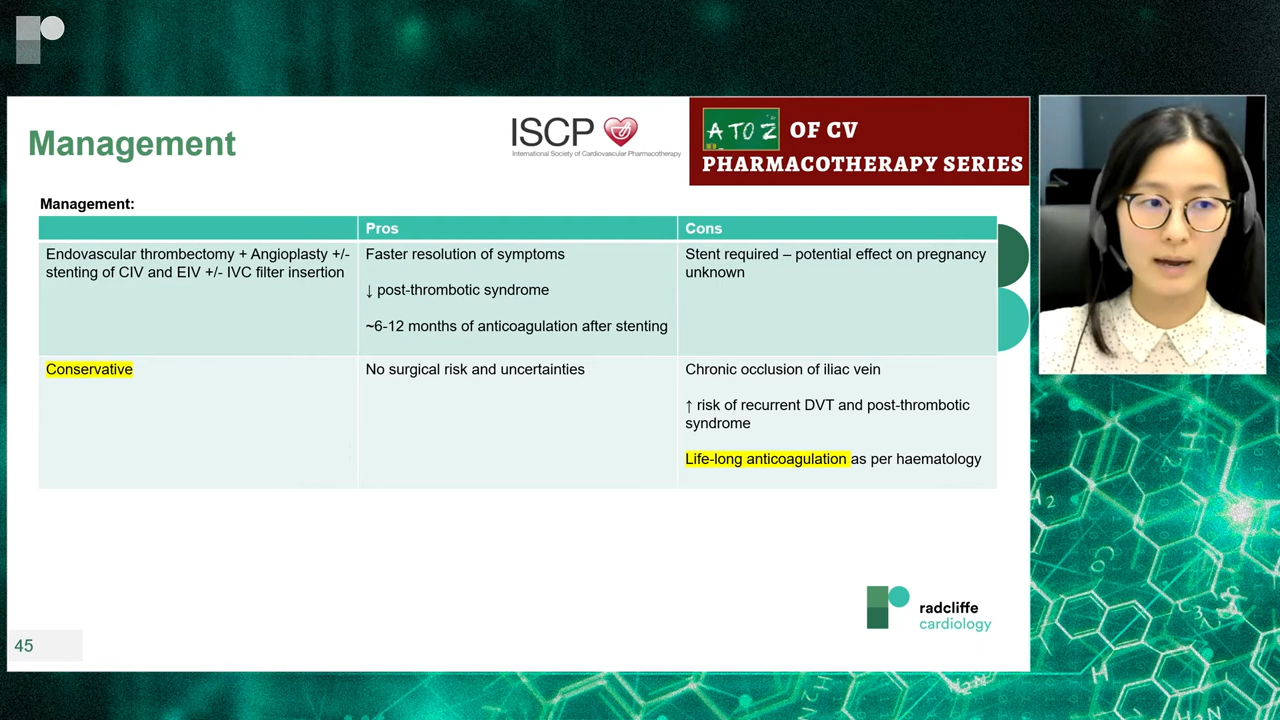 Management
ISCP
International Society of Cardiovascular Pharmacotherapy
A TO Z OF CV
PHARMACOTHERAPY SERIES
Management:
Pros
Cons
Endovascular thrombectomy + Angioplasty +/-
stenting of CIV and EIV +/- IVC filter insertion
Faster resolution of symptoms
↓ post-thrombotic syndrome
~6-12 months of anticoagulation after stenting
Stent required – potential effect on pregnancy
unknown
Conservative
No surgical risk and uncertainties
Chronic occlusion of iliac vein
↑ risk of recurrent DVT and post-thrombotic
syndrome
Life-long anticoagulation as per haematology
radcliffe
cardiology
45